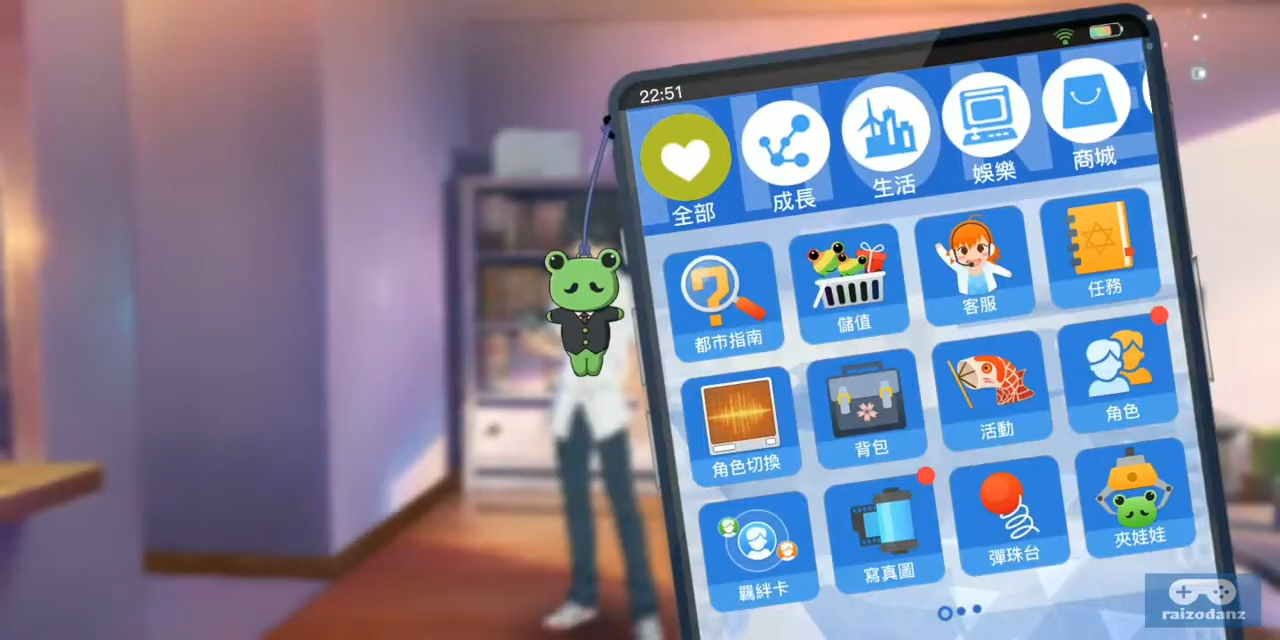 22:51
全部
成長
生活
娛樂
商城
都市指南
儲值
客服
任務
角色切換
背包
活動
角色
羈絆卡
寫真圖
彈珠台
夾娃娃
raizodanz